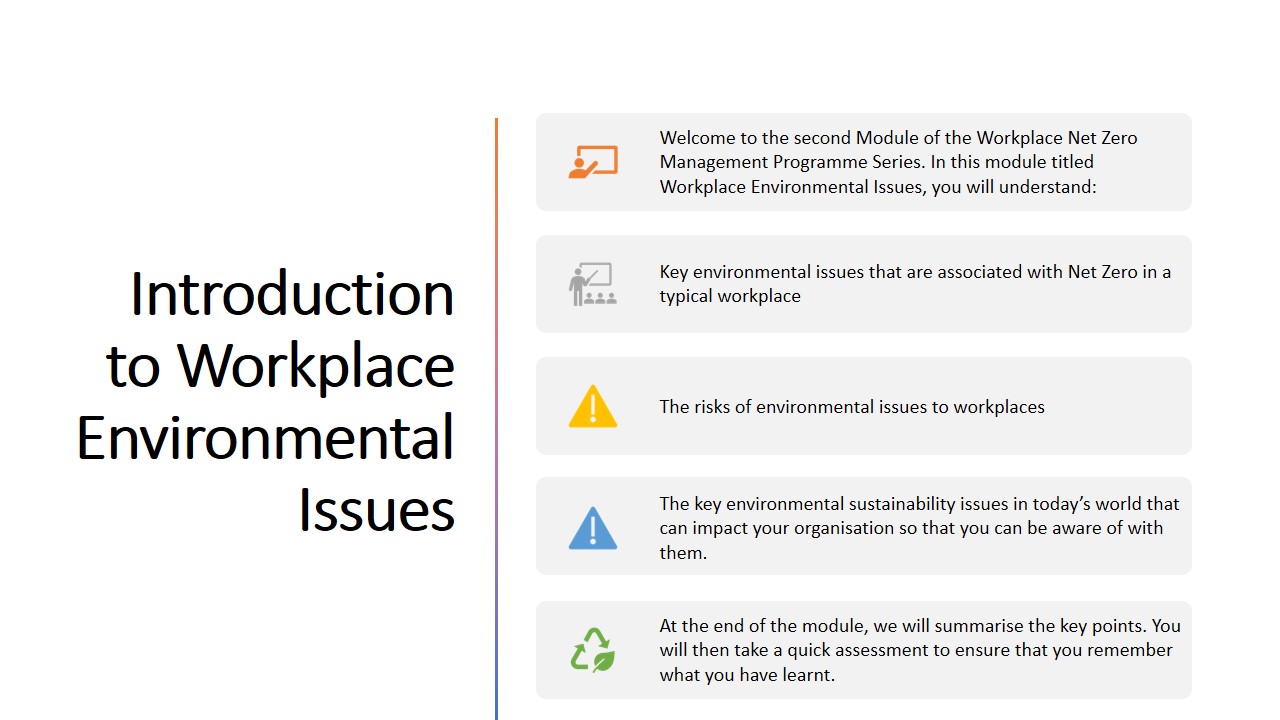 Introduction
to Workplace
Environmental
Issues
Welcome to the second Module of the Workplace Net Zero
Management Programme Series. In this module titled
Workplace Environmental Issues, you will understand:
Key environmental issues that are associated with Net Zero in a
typical workplace
The risks of environmental issues to workplaces
The key environmental sustainability issues in today’s world that
can impact your organisation so that you can be aware of with
them.
At the end of the module, we will summarise the key points. You
will then take a quick assessment to ensure that you remember
what you have learnt.